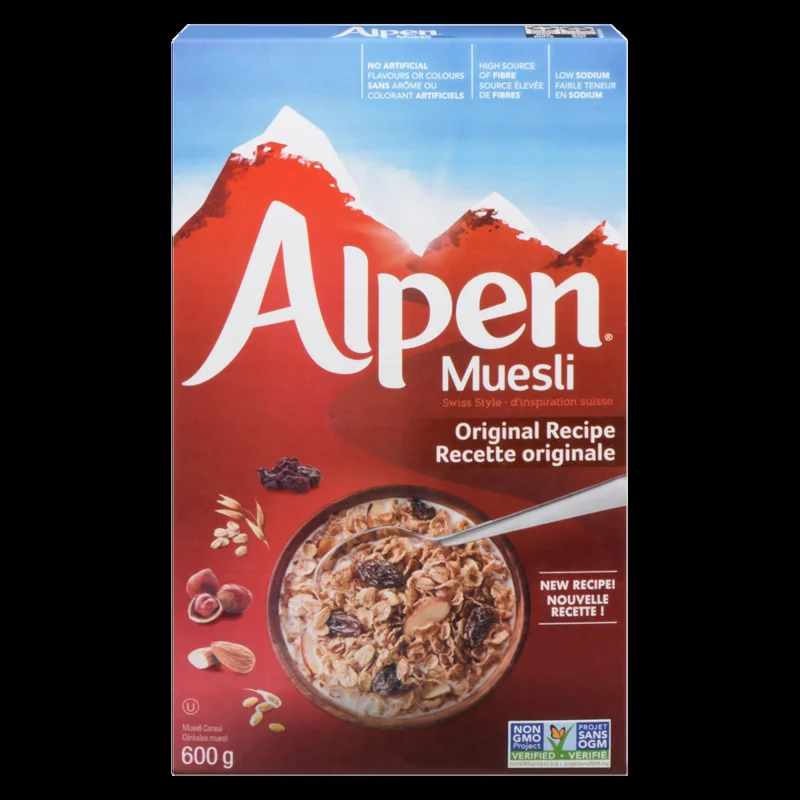 Alpen
Muesli
NO ARTIFICIAL
FLAVOURS OR COLOURS
SANS ARÔME OU
COLORANT ARTIFICIELS
HIGH SOURCE
OF FIBRE
SOURCE ÉLEVÉE
DE FIBRES
LOW SODIUM
FAIBLE TENEUR
EN SODIUM
Alpen®
Muesli
Swiss Style • d'inspiration suisse
Original Recipe
Recette originale
NEW RECIPE!
NOUVELLE
RECETTE !
U
Muesli Cereal
Céréales muesli
600 g
NON
GMO
Project
PROJET
SANS
OGM
VERIFIED • VÉRIFIÉ